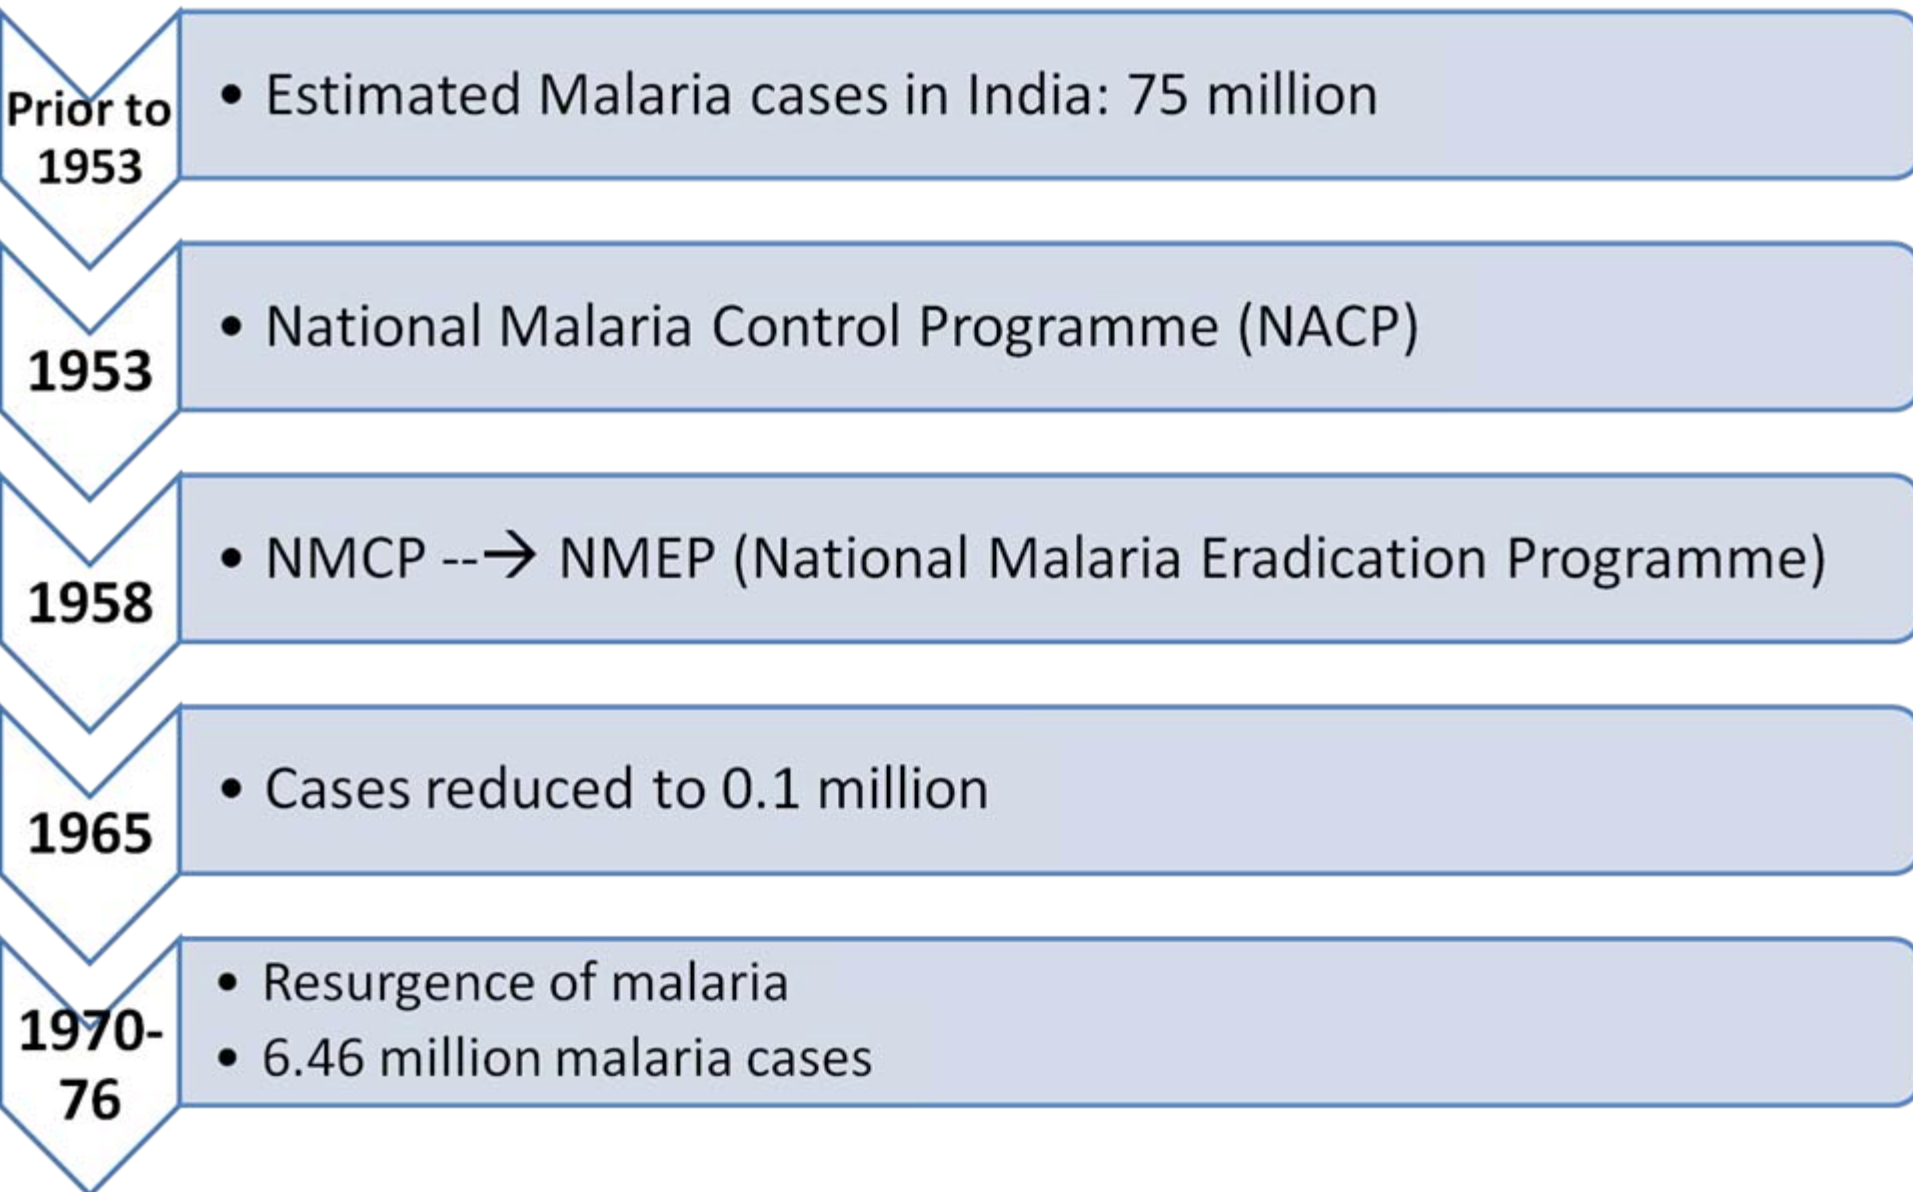 Prior to
1953
• Estimated Malaria cases in India: 75 million
1953
• National Malaria Control Programme (NACP)
1958
• NMCP --→ NMEP (National Malaria Eradication Programme)
1965
• Cases reduced to 0.1 million
1970-
76
• Resurgence of malaria
• 6.46 million malaria cases